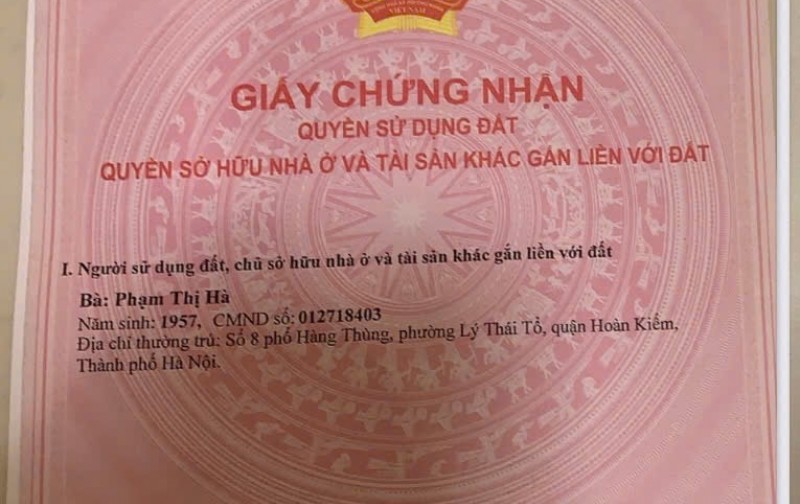 GIẤY CHỨNG NHẬN
QUYỀN SỬ DỤNG ĐẤT
QUYỀN SỞ HỮU NHÀ Ở VÀ TÀI SẢN KHÁC GẮN LIỀN VỚI ĐẤT
I. Người sử dụng đất, chủ sở hữu nhà ở và tài sản khác gắn liền với đất
Bà: Phạm Thị Hà
Năm sinh: 1957, CMND số: 012718403
Địa chỉ thường trú: Số 8 phố Hàng Thùng, phường Lý Thái Tổ, quận Hoàn Kiếm,
Thành phố Hà Nội.